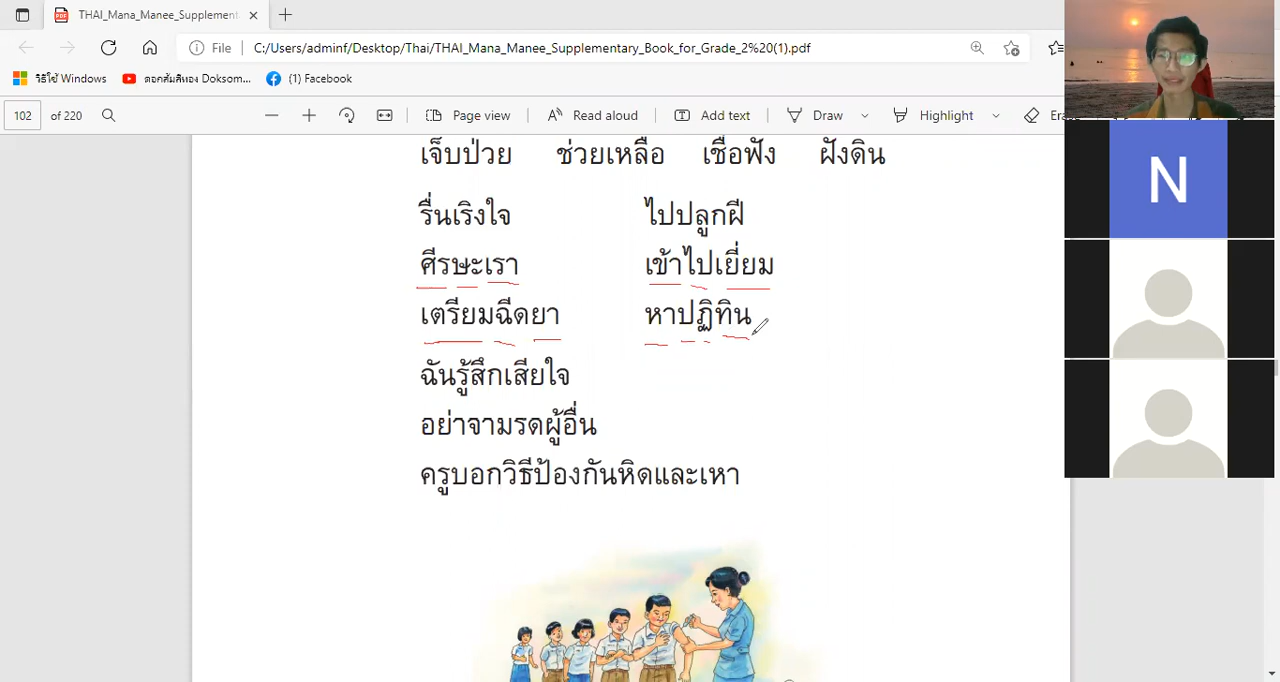 THAI_Mana_Manee_Supplement
File C:/Users/adminf/Desktop/Thai/THAI_Mana_Manee_Supplementary_Book_for_Grade_2%20(1).pdf
วิธีใช้ Windows ดอกส้มสีทอง Doksom... (1) Facebook
102 of 220 Page view Read aloud Add text Draw Highlight
เจ็บป่วย ช่วยเหลือ เชื่อฟัง ฝังดิน
รื่นเริงใจ ไปปลูกฝี
ศีรษะเรา เข้าไปเยี่ยม
เตรียมฉีดยา หาปฏิทิน
ฉันรู้สึกเสียใจ
อย่าจามรดผู้อื่น
ครูบอกวิธีป้องกันหิดและเหา
N